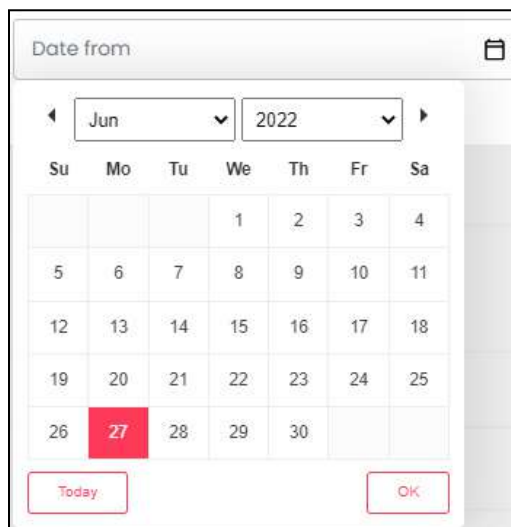 Date from
Jun 2022
Su Mo Tu We Th Fr Sa
1 2 3 4
5 6 7 8 9 10 11
12 13 14 15 16 17 18
19 20 21 22 23 24 25
26 27 28 29 30
Today OK